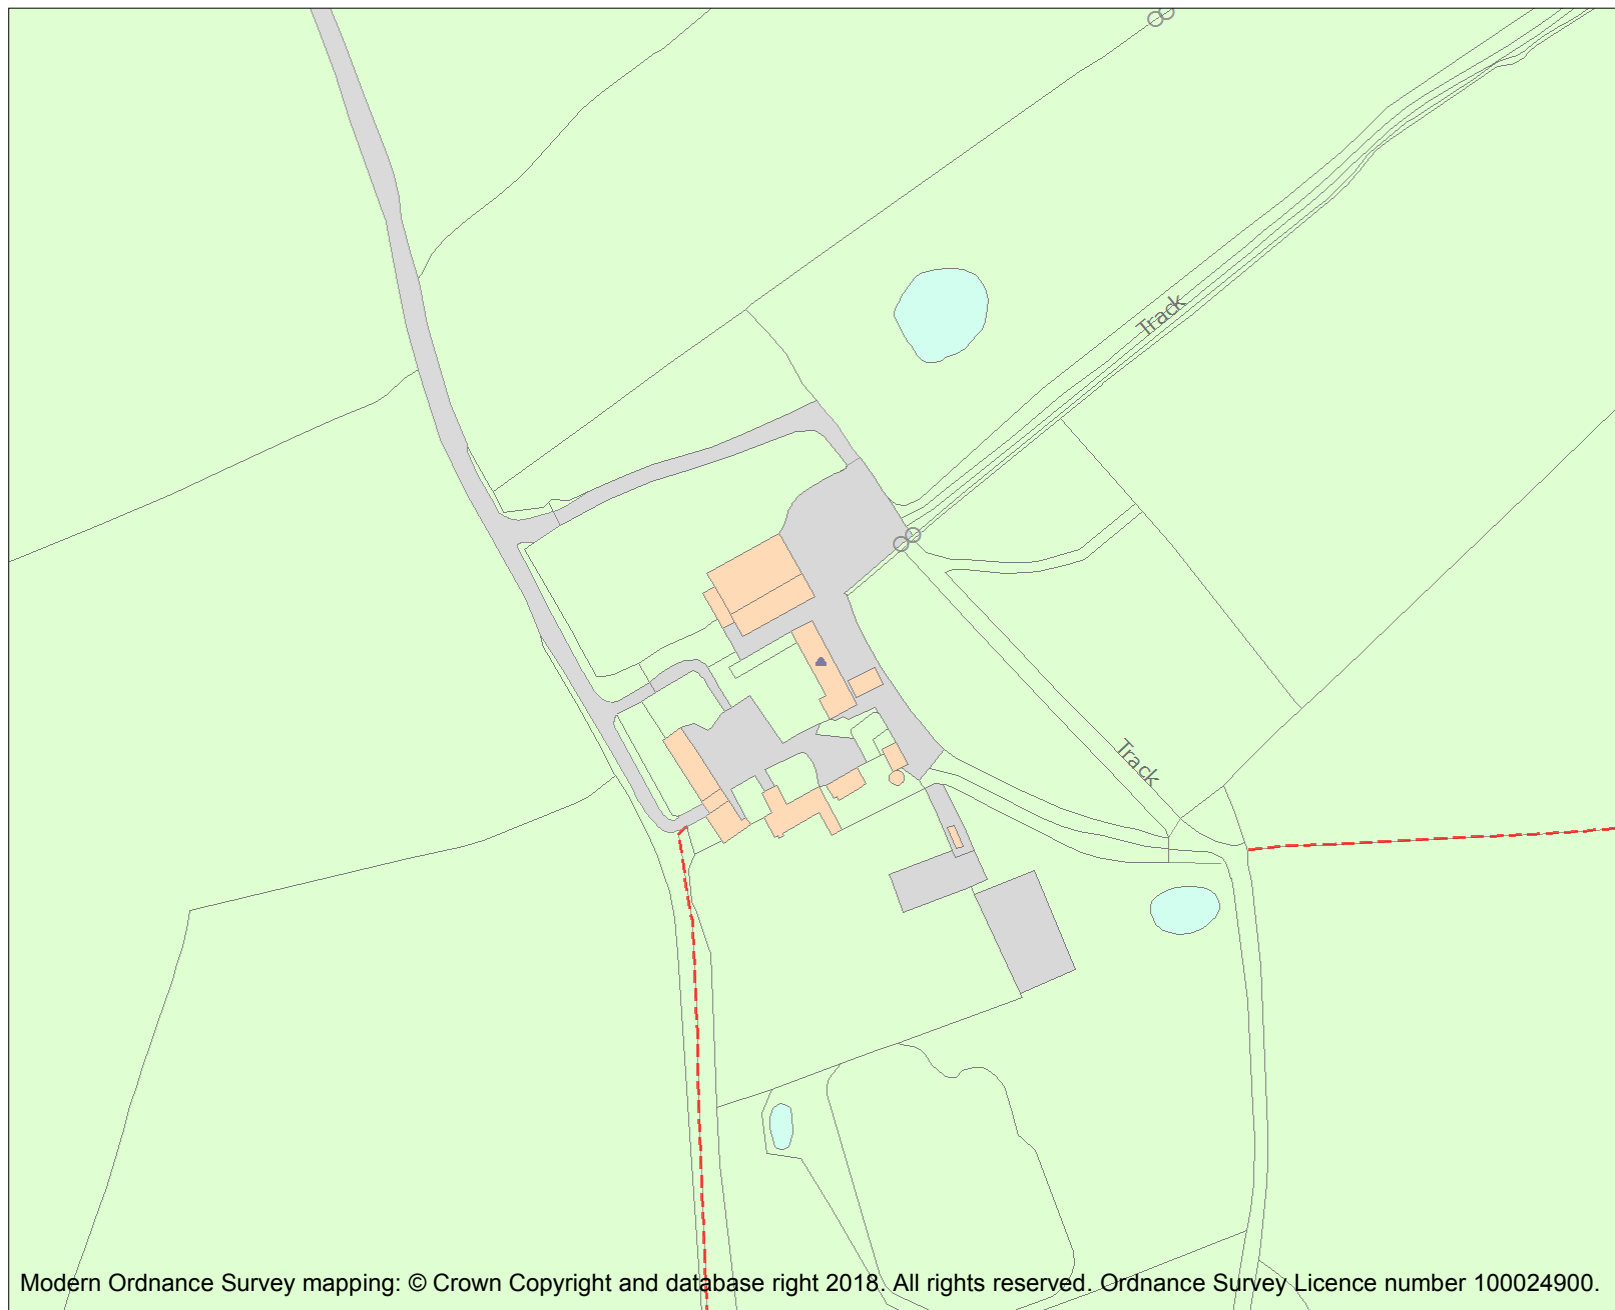 Track
Track
Modern Ordnance Survey mapping: © Crown Copyright and database right 2018. All rights reserved. Ordnance Survey Licence number 100024900.